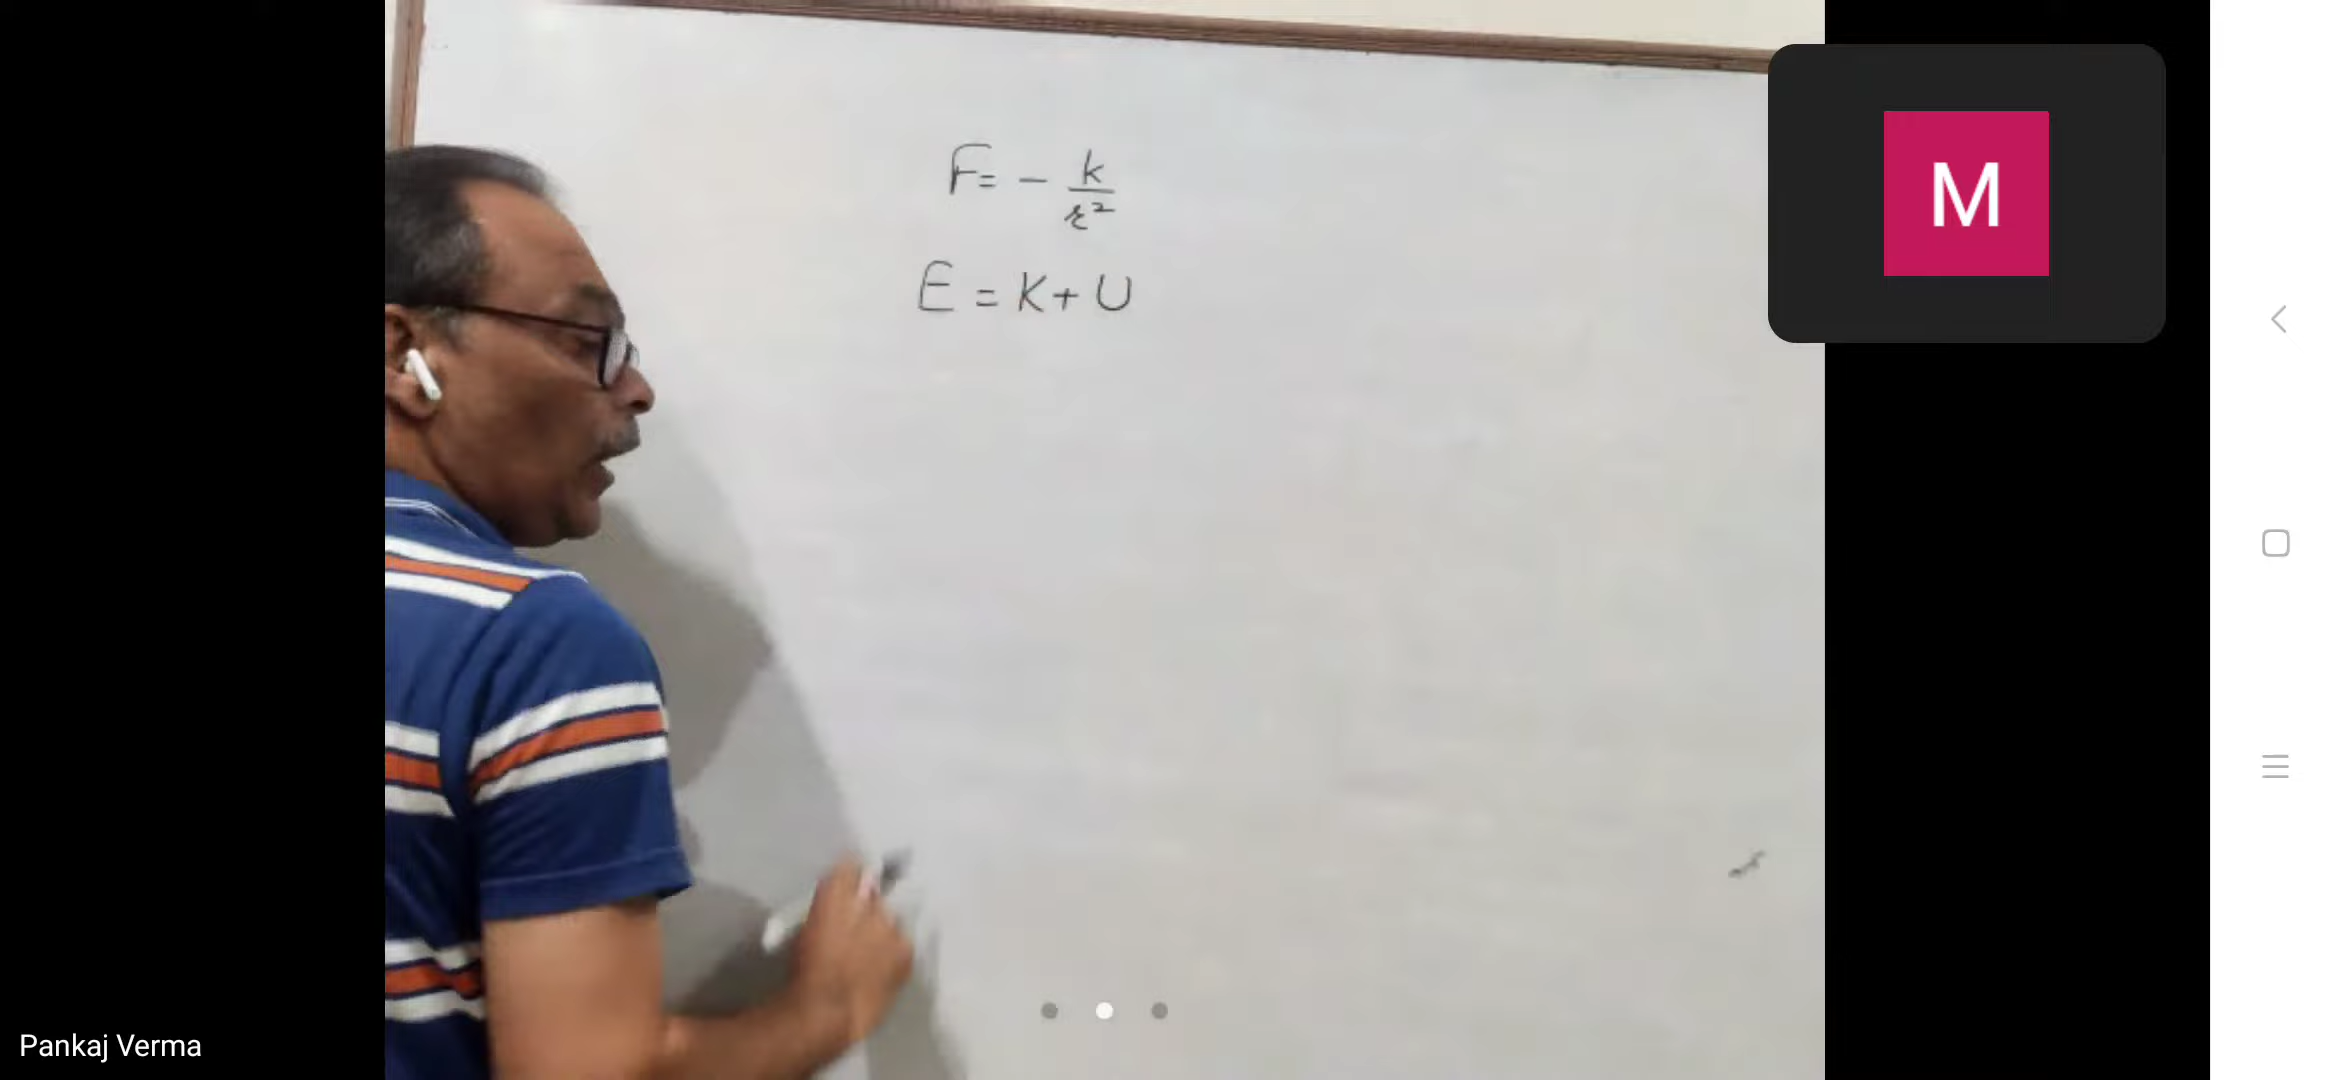 F = - k/r²
E = K + U
M
Pankaj Verma